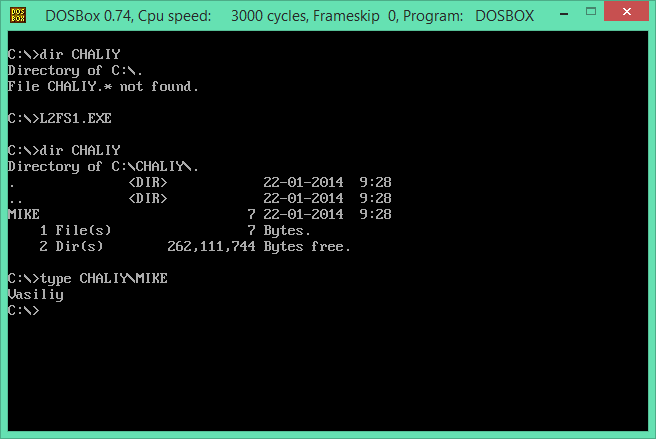 DOS
BOX
DOSBox 0.74, Cpu speed: 3000 cycles, Frameskip 0, Program: DOSBOX
C:\>dir CHALIY
Directory of C:\.
File CHALIY.* not found.
C:\>L2FS1.EXE
C:\>dir CHALIY
Directory of C:\CHALIY\.
. <DIR> 22-01-2014 9:28
.. <DIR> 22-01-2014 9:28
MIKE 7 22-01-2014 9:28
1 File(s) 7 Bytes.
2 Dir(s) 262,111,744 Bytes free.
C:\>type CHALIY\MIKE
Vasiliy
C:\>